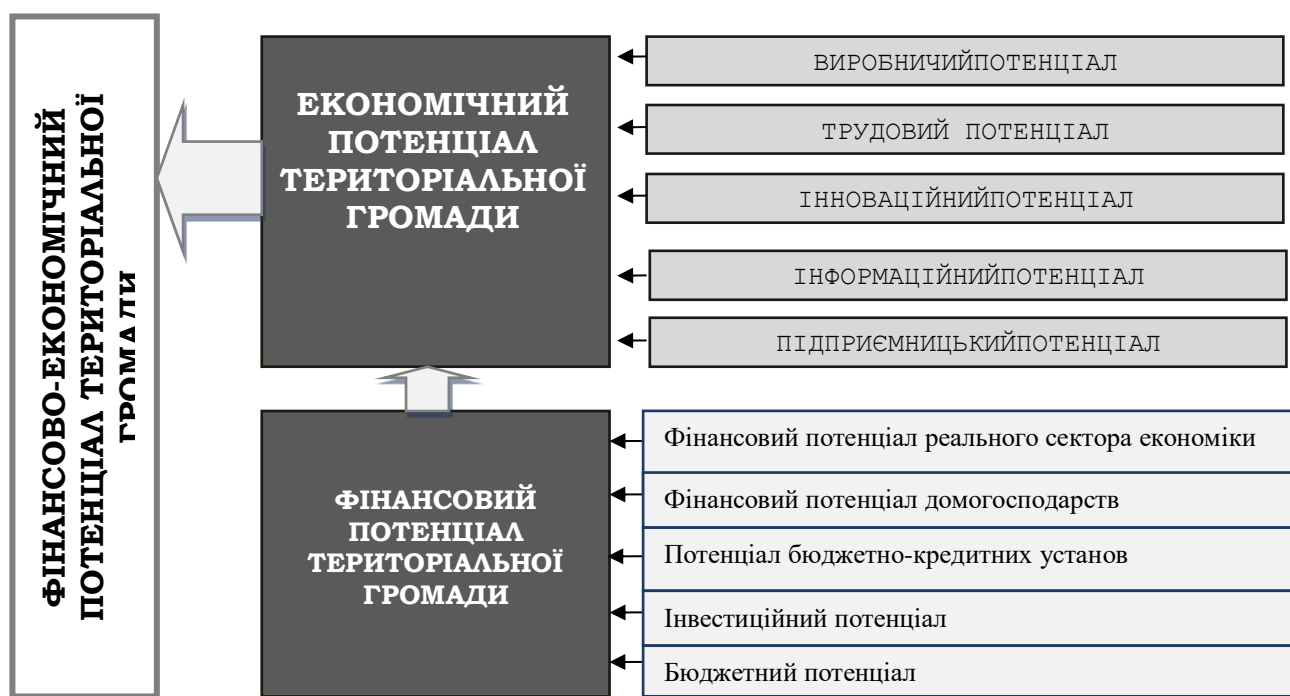 ФІНАНСОВО-ЕКОНОМІЧНИЙ
ПОТЕНЦІАЛ ТЕРИТОРІАЛЬНОЇ
ГРОМАДИ
ЕКОНОМІЧНИЙ
ПОТЕНЦІАЛ
ТЕРИТОРІАЛЬНОЇ
ГРОМАДИ
ВИРОБНИЧИЙПОТЕНЦІАЛ
ТРУДОВИЙ ПОТЕНЦІАЛ
ІННОВАЦІЙНИЙПОТЕНЦІАЛ
ІНФОРМАЦІЙНИЙПОТЕНЦІАЛ
ПІДПРИЄМНИЦЬКИЙПОТЕНЦІАЛ
ФІНАНСОВИЙ
ПОТЕНЦІАЛ
ТЕРИТОРІАЛЬНОЇ
ГРОМАДИ
Фінансовий потенціал реального сектора економіки
Фінансовий потенціал домогосподарств
Потенціал бюджетно-кредитних установ
Інвестиційний потенціал
Бюджетний потенціал